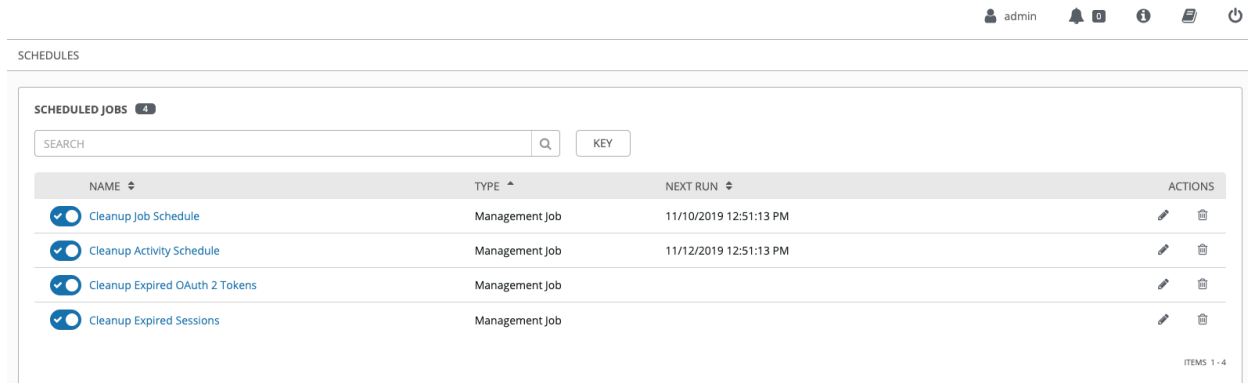 admin 0
SCHEDULES
SCHEDULED JOBS 4
SEARCH KEY
NAME TYPE NEXT RUN ACTIONS
Cleanup Job Schedule Management Job 11/10/2019 12:51:13 PM
Cleanup Activity Schedule Management Job 11/12/2019 12:51:13 PM
Cleanup Expired OAuth 2 Tokens Management Job
Cleanup Expired Sessions Management Job
ITEMS 1 - 4